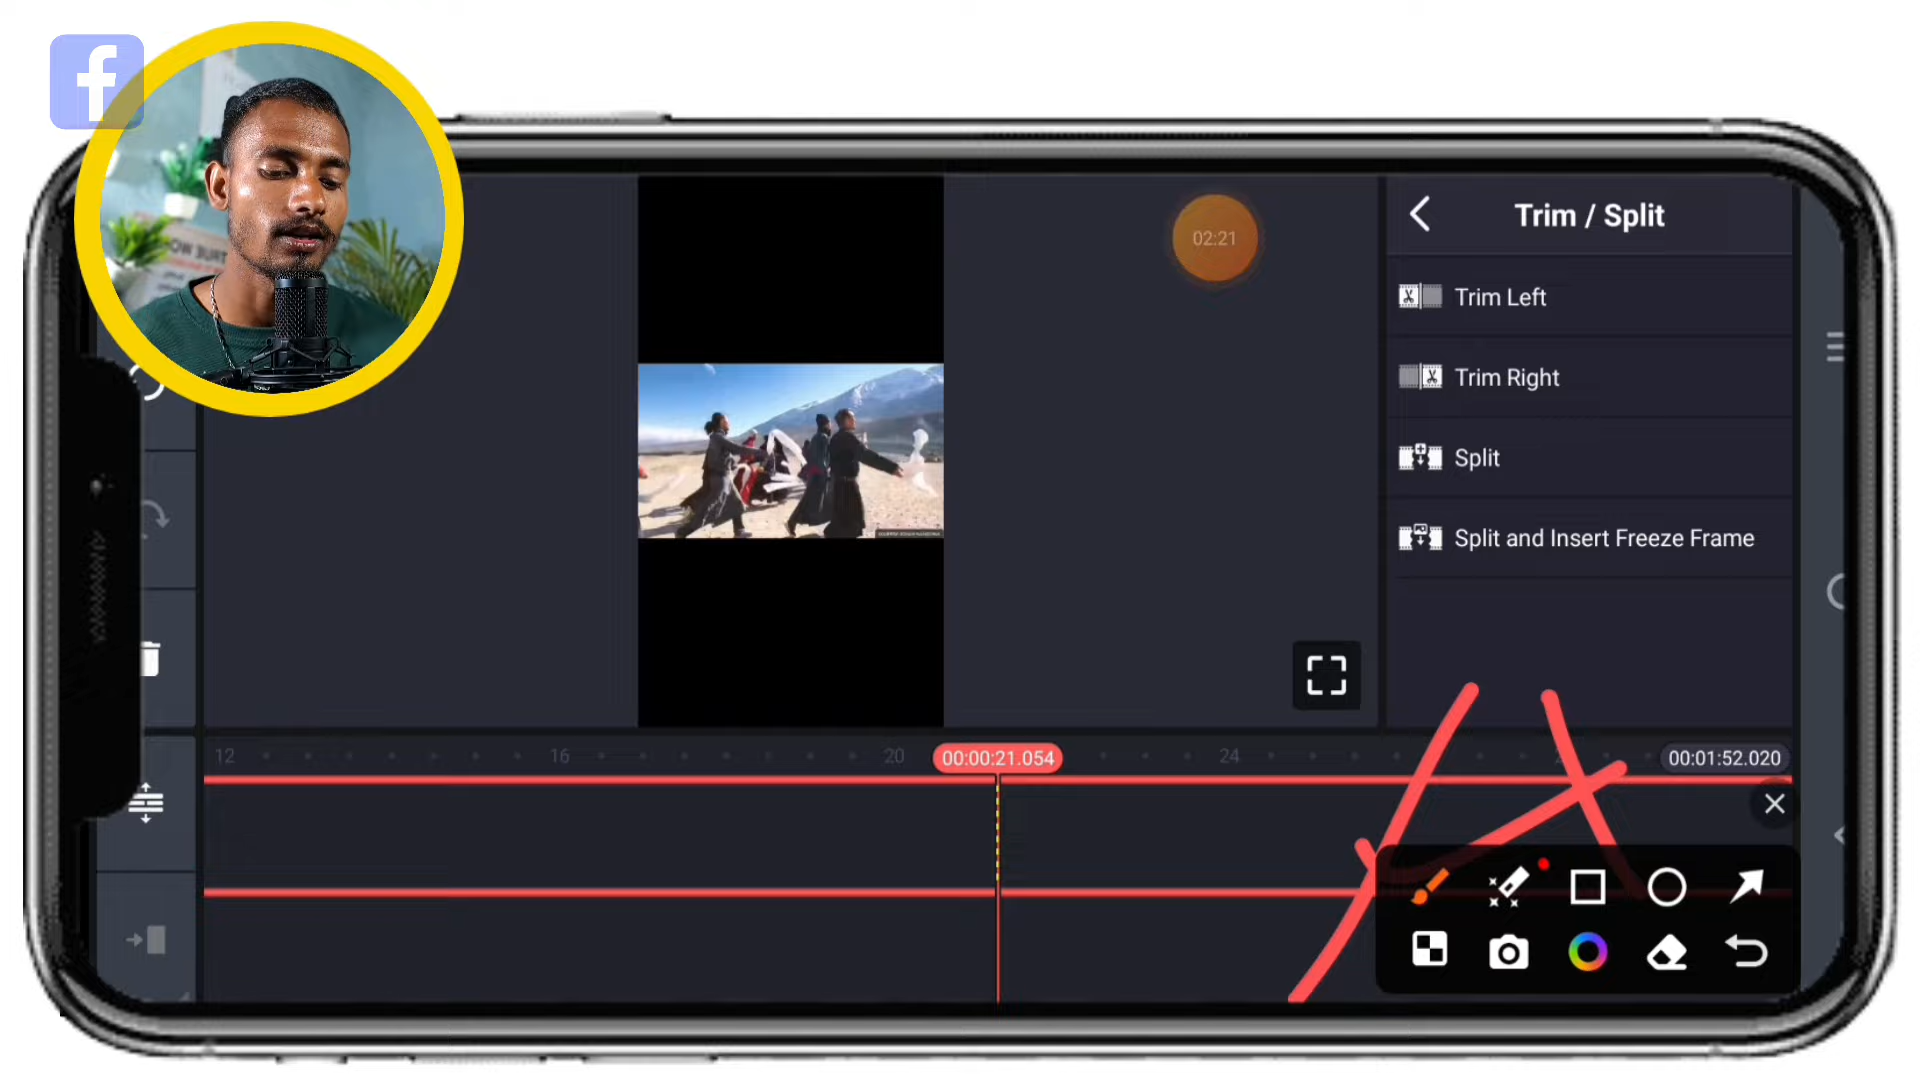 f
02:21
Trim / Split
Trim Left
Trim Right
Split
Split and Insert Freeze Frame
12 16 20 00:00:21.054 24 00:01:52.020